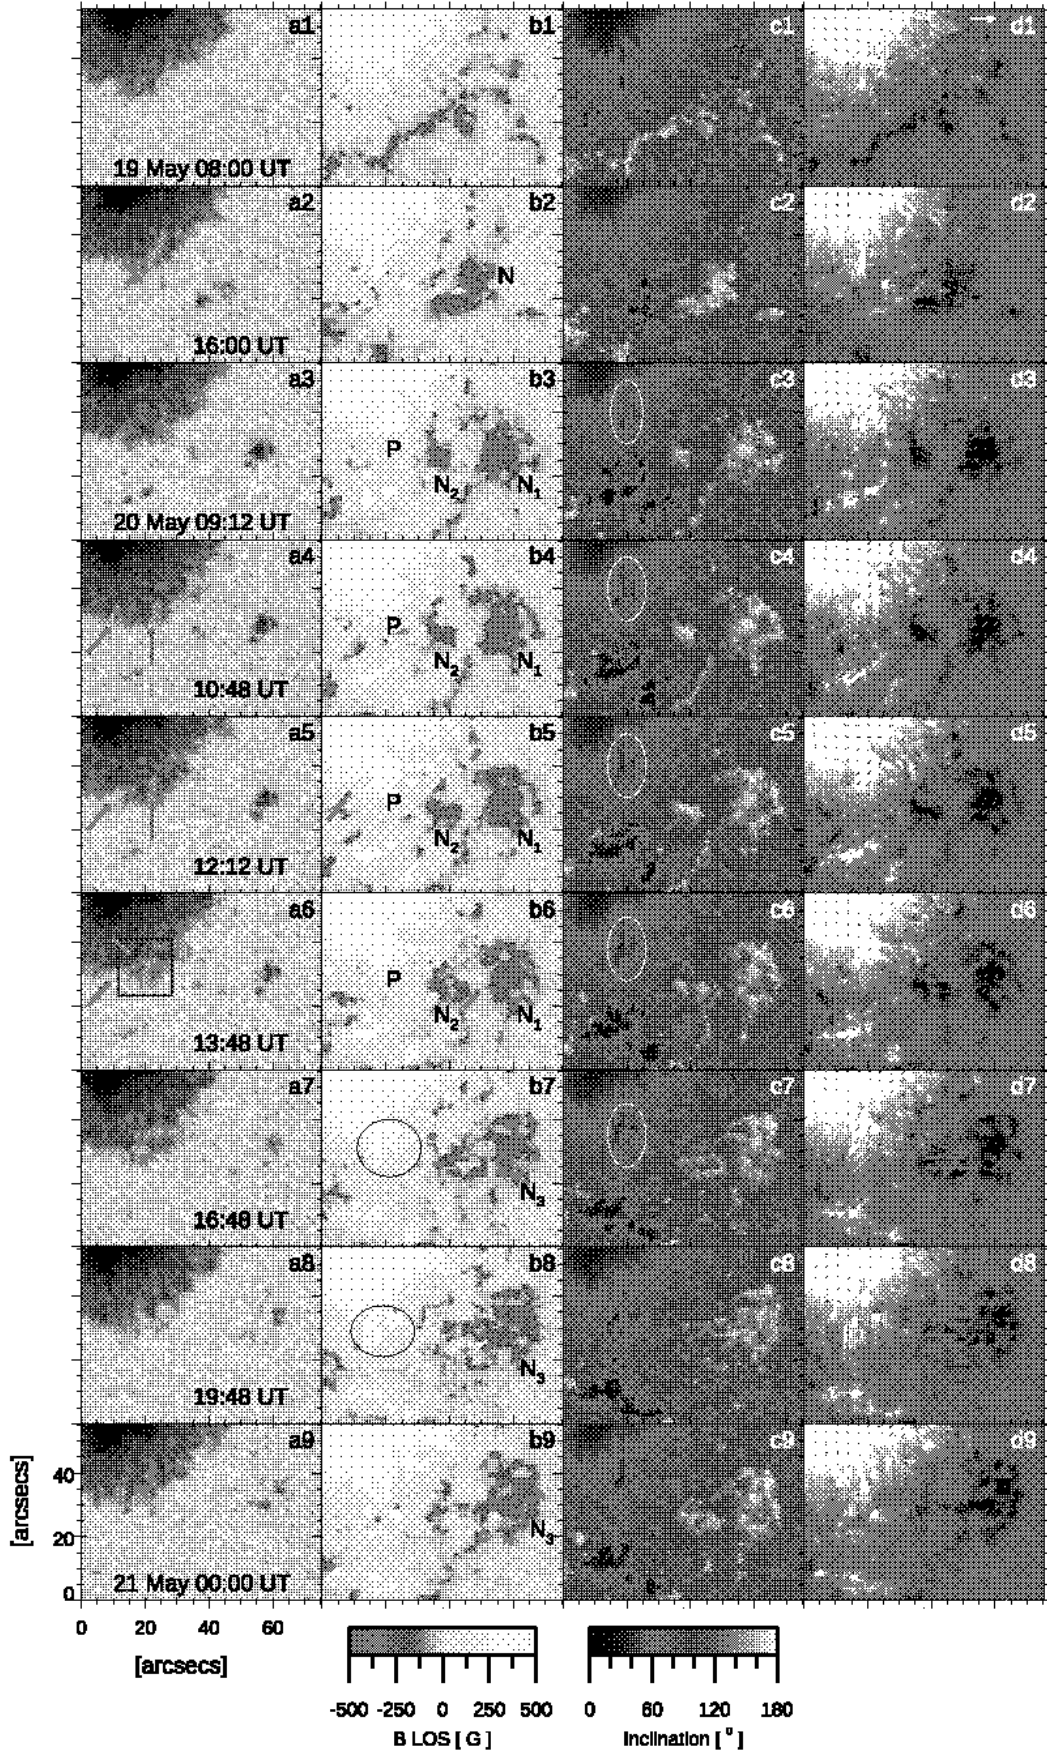 a1 b1 c1 d1
19 May 08:00 UT
a2 b2 c2 d2
N
16:00 UT
a3 b3 c3 d3
P
N2 N1
20 May 09:12 UT
a4 b4 c4 d4
P
N2 N1
10:48 UT
a5 b5 c5 d5
P
N2 N1
12:12 UT
a6 b6 c6 d6
P
N2 N1
13:48 UT
a7 b7 c7 d7
N3
16:48 UT
a8 b8 c8 d8
N3
19:48 UT
a9 b9 c9 d9
40
[arcsecs]
N3
20
21 May 00:00 UT
0
0 20 40 60
[arcsecs]
-500 -250 0 250 500
B LOS [ G ]
0 60 120 180
Inclination [ ° ]